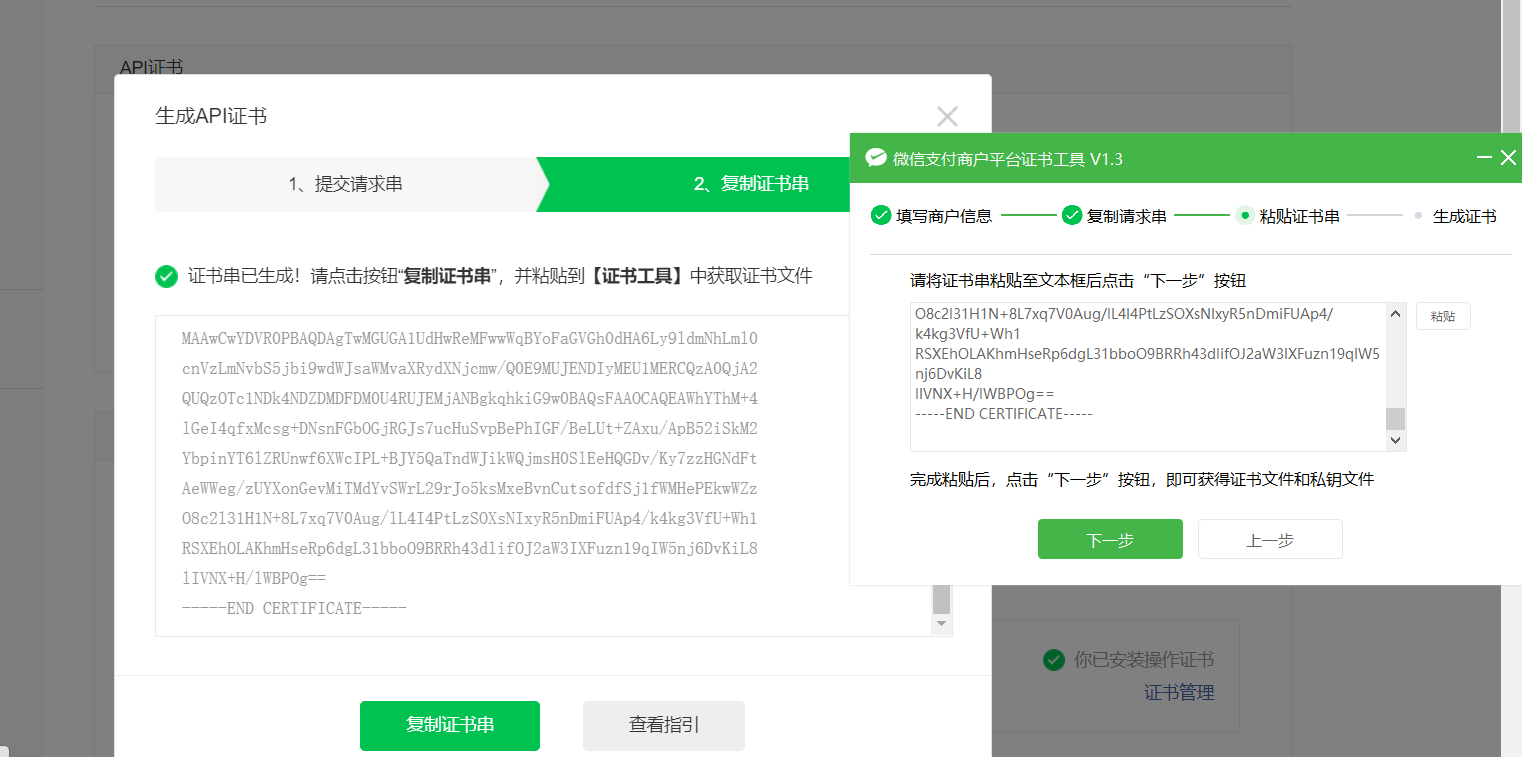 API证书
生成API证书
1、提交请求串
2、复制证书串
证书串已生成！请点击按钮“复制证书串”，并粘贴到【证书工具】中获取证书文件
MAAwCwYDVR0PBAQDAgTwMGUGA1UdHwReMFwwWqBYoFaGVGh0dHA6Ly9ldmNhLml0
cnVzLmNvbS5jbi9wdWJsaWMvaXRydXNjcmw/Q0E9MUJENDIyMEU1MERCQzA0QjA2
QUQzOTc1NDk4NDZDMDFDM0U4RUJEMjANBgkqhkiG9w0BAQsFAAOCAQEAWhYThM+4
lGeI4qfxMcsg+DNsnFGbOGjRGJs7ucHuSvpBePhIGF/BeLUt+ZAxu/ApB52iSkM2
YbpinYT6lZRUnwf6XWcIPL+BJY5QaTndWJikWQjmsHOSlEeHQGDv/Ky7zzHGNdFt
AeWWeg/zUYXonGevMiTMdYvSWrL29rJo5ksMxeBvnCutsofdfSj1fWMHePEkwWZz
O8c2l31H1N+8L7xq7V0Aug/lL4I4PtLzSOXsNIxyR5nDmiFUAp4/k4kg3VfU+Wh1
RSXEhOLAKhmHseRp6dgL31bboO9BRRh43dlifOJ2aW3IXFuzn19qIW5nj6DvKiL8
lIVNX+H/lWBPOg==
-----END CERTIFICATE-----
复制证书串
查看指引
微信支付商户平台证书工具 V1.3
填写商户信息
复制请求串
粘贴证书串
生成证书
请将证书串粘贴至文本框后点击“下一步”按钮
O8c2l31H1N+8L7xq7V0Aug/lL4I4PtLzSOXsNIxyR5nDmiFUAp4/
k4kg3VfU+Wh1
RSXEhOLAKhmHseRp6dgL31bboO9BRRh43dlifOJ2aW3IXFuzn19qIW5
nj6DvKiL8
lIVNX+H/lWBPOg==
-----END CERTIFICATE-----
粘贴
完成粘贴后，点击“下一步”按钮，即可获得证书文件和私钥文件
下一步
上一步
你已安装操作证书
证书管理